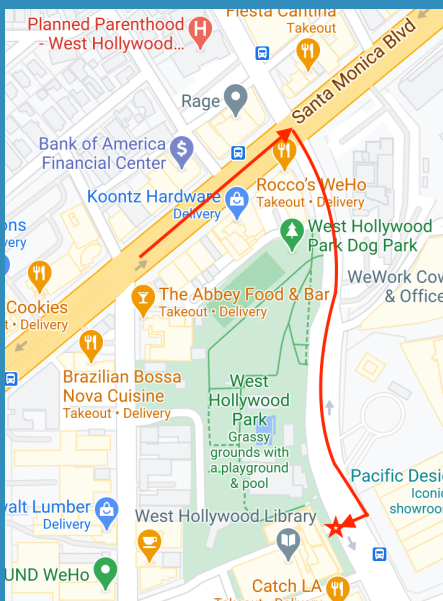 Fiesta Cantina
Takeout
Planned Parenthood
- West Hollywood...
Santa Monica Blvd
Rage
Bank of America
Financial Center
Koontz Hardware
Delivery
Rocco's WeHo
Takeout • Delivery
West Hollywood
Park Dog Park
ons
very
WeWork Cow
& Office
The Abbey Food & Bar
Takeout • Delivery
Cookies
t • Delivery
Brazilian Bossa
Nova Cuisine
Takeout • Delivery
West
Hollywood
Park
Grassy
grounds with
a playground
& pool
Pacific Desi
Iconic
showroo
valt Lumber
Delivery
West Hollywood Library
UND WeHo
Catch LA